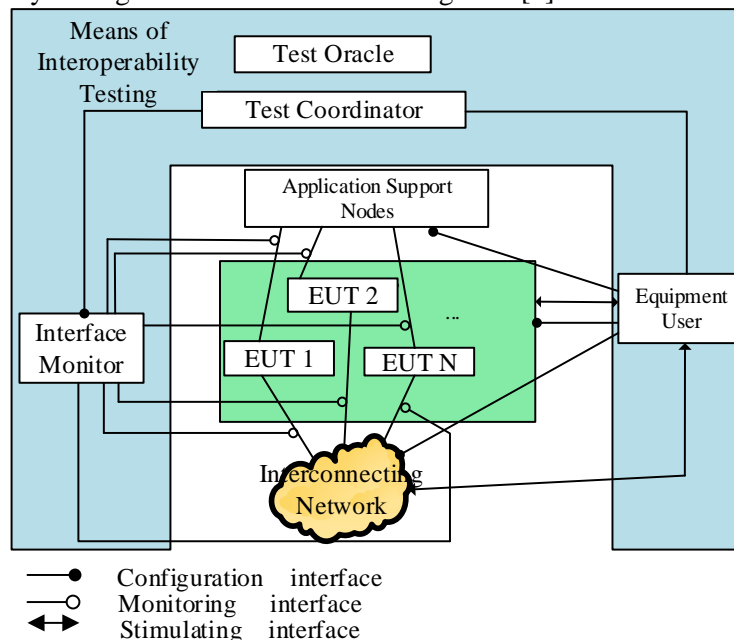 Means of
Interoperability
Testing
Test Oracle
Test Coordinator
Application Support
Nodes
EUT 2
...
Equipment
User
Interface
Monitor
EUT 1
EUT N
Interconnecting
Network
Configuration interface
Monitoring interface
Stimulating interface